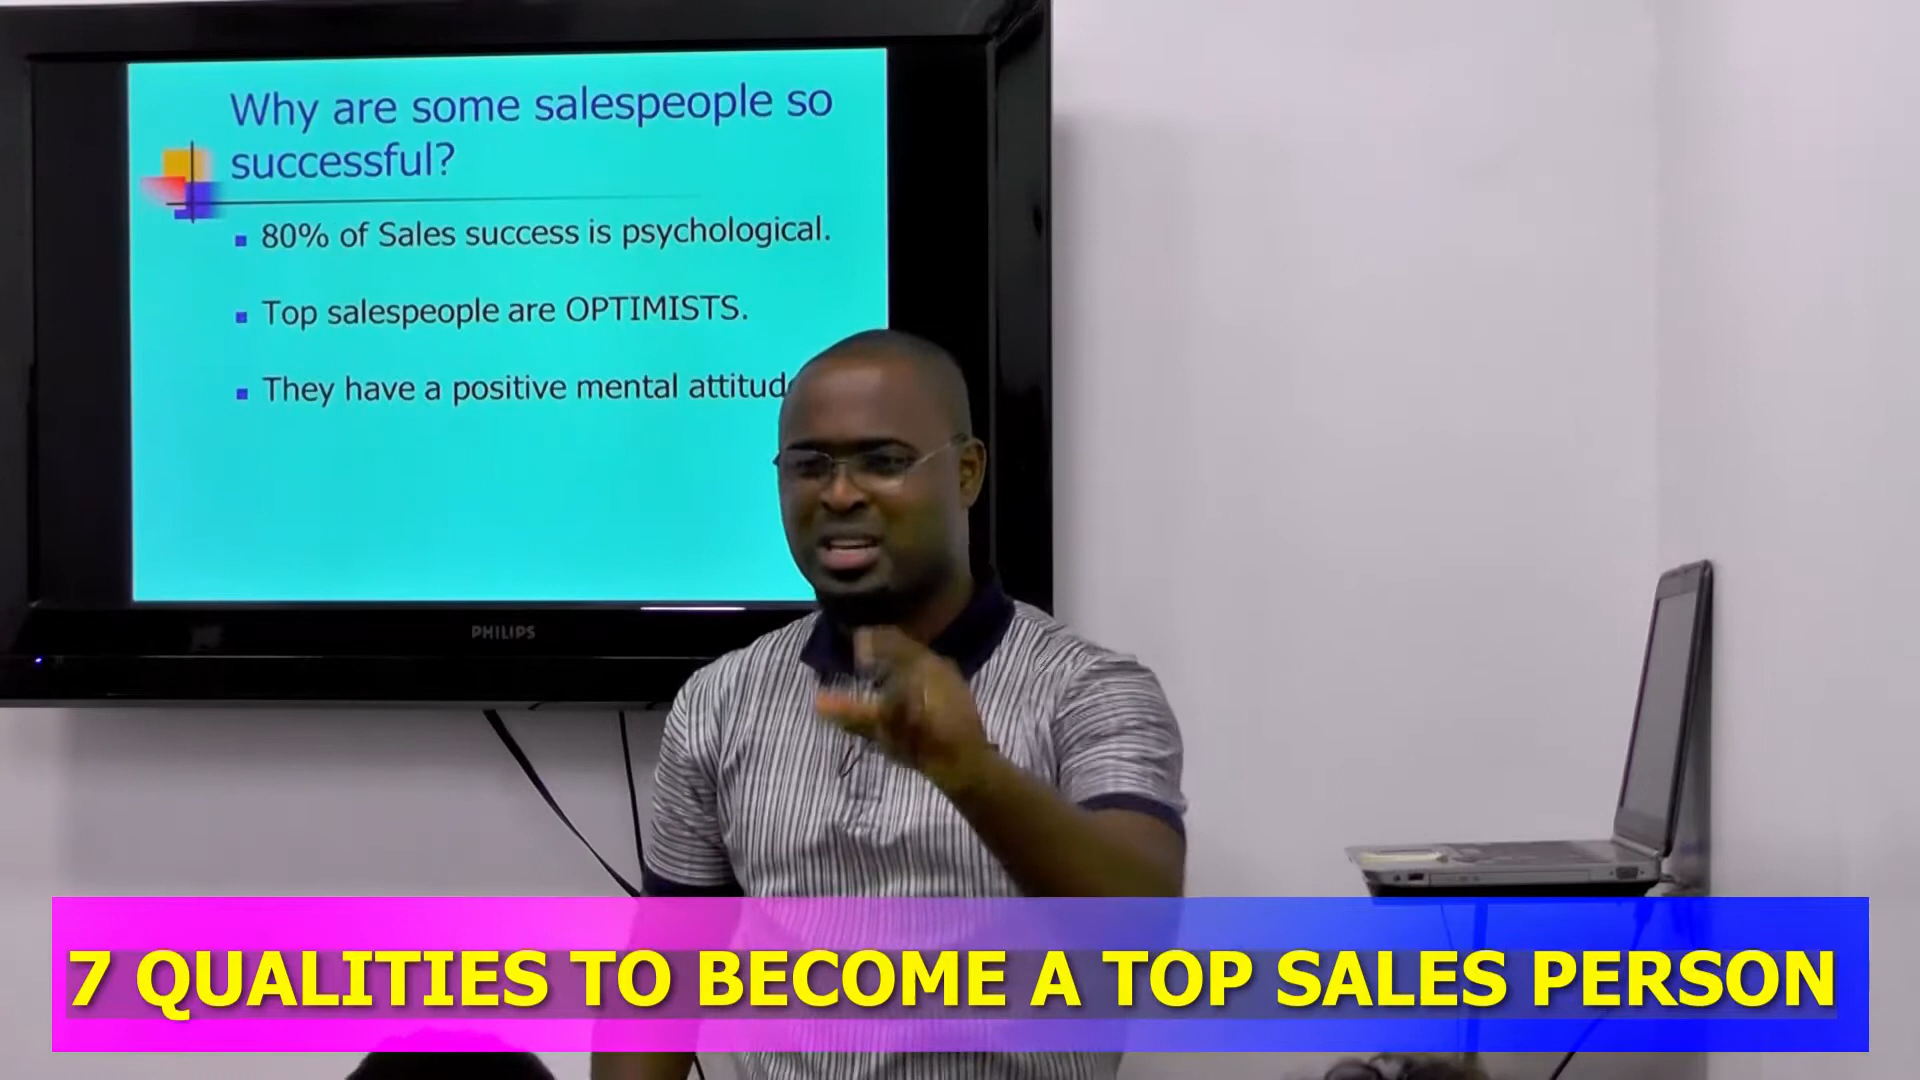 Why are some salespeople so
successful?
80% of Sales success is psychological.
Top salespeople are OPTIMISTS.
They have a positive mental attitude
PHILIPS
7 QUALITIES TO BECOME A TOP SALES PERSON